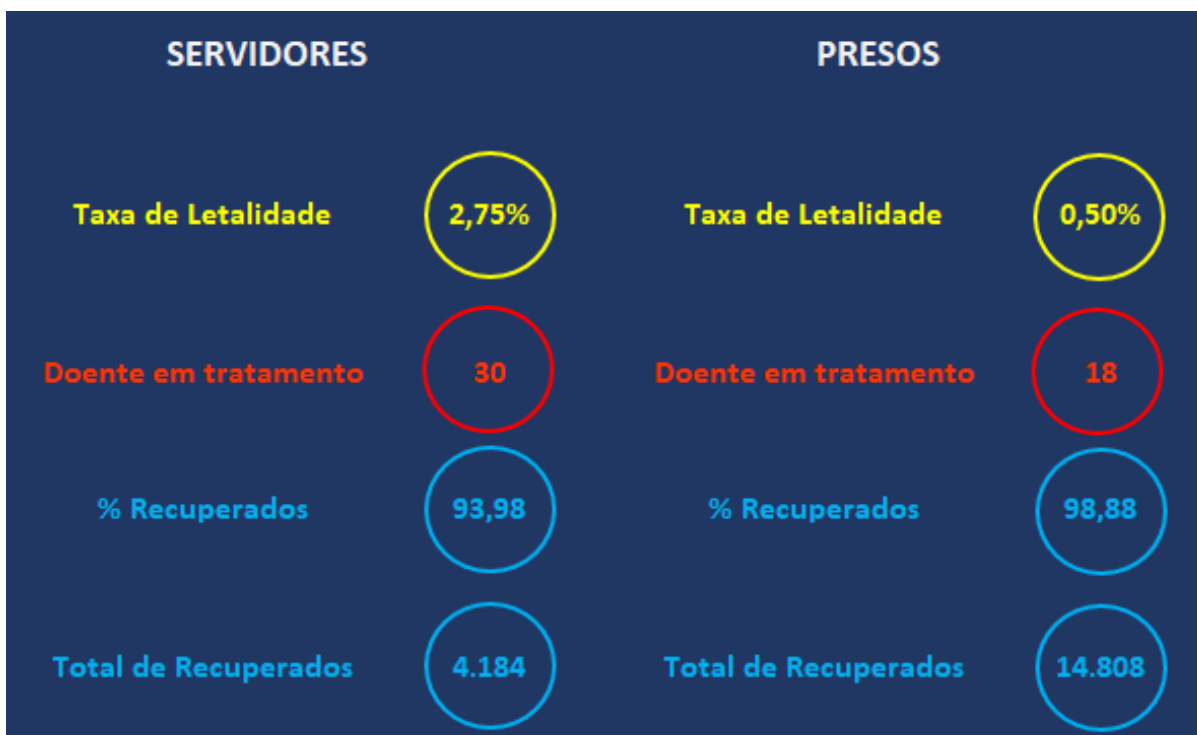 SERVIDORES
Taxa de Letalidade 2,75%
Doente em tratamento 30
% Recuperados 93,98
Total de Recuperados 4.184
PRESOS
Taxa de Letalidade 0,50%
Doente em tratamento 18
% Recuperados 98,88
Total de Recuperados 14.808